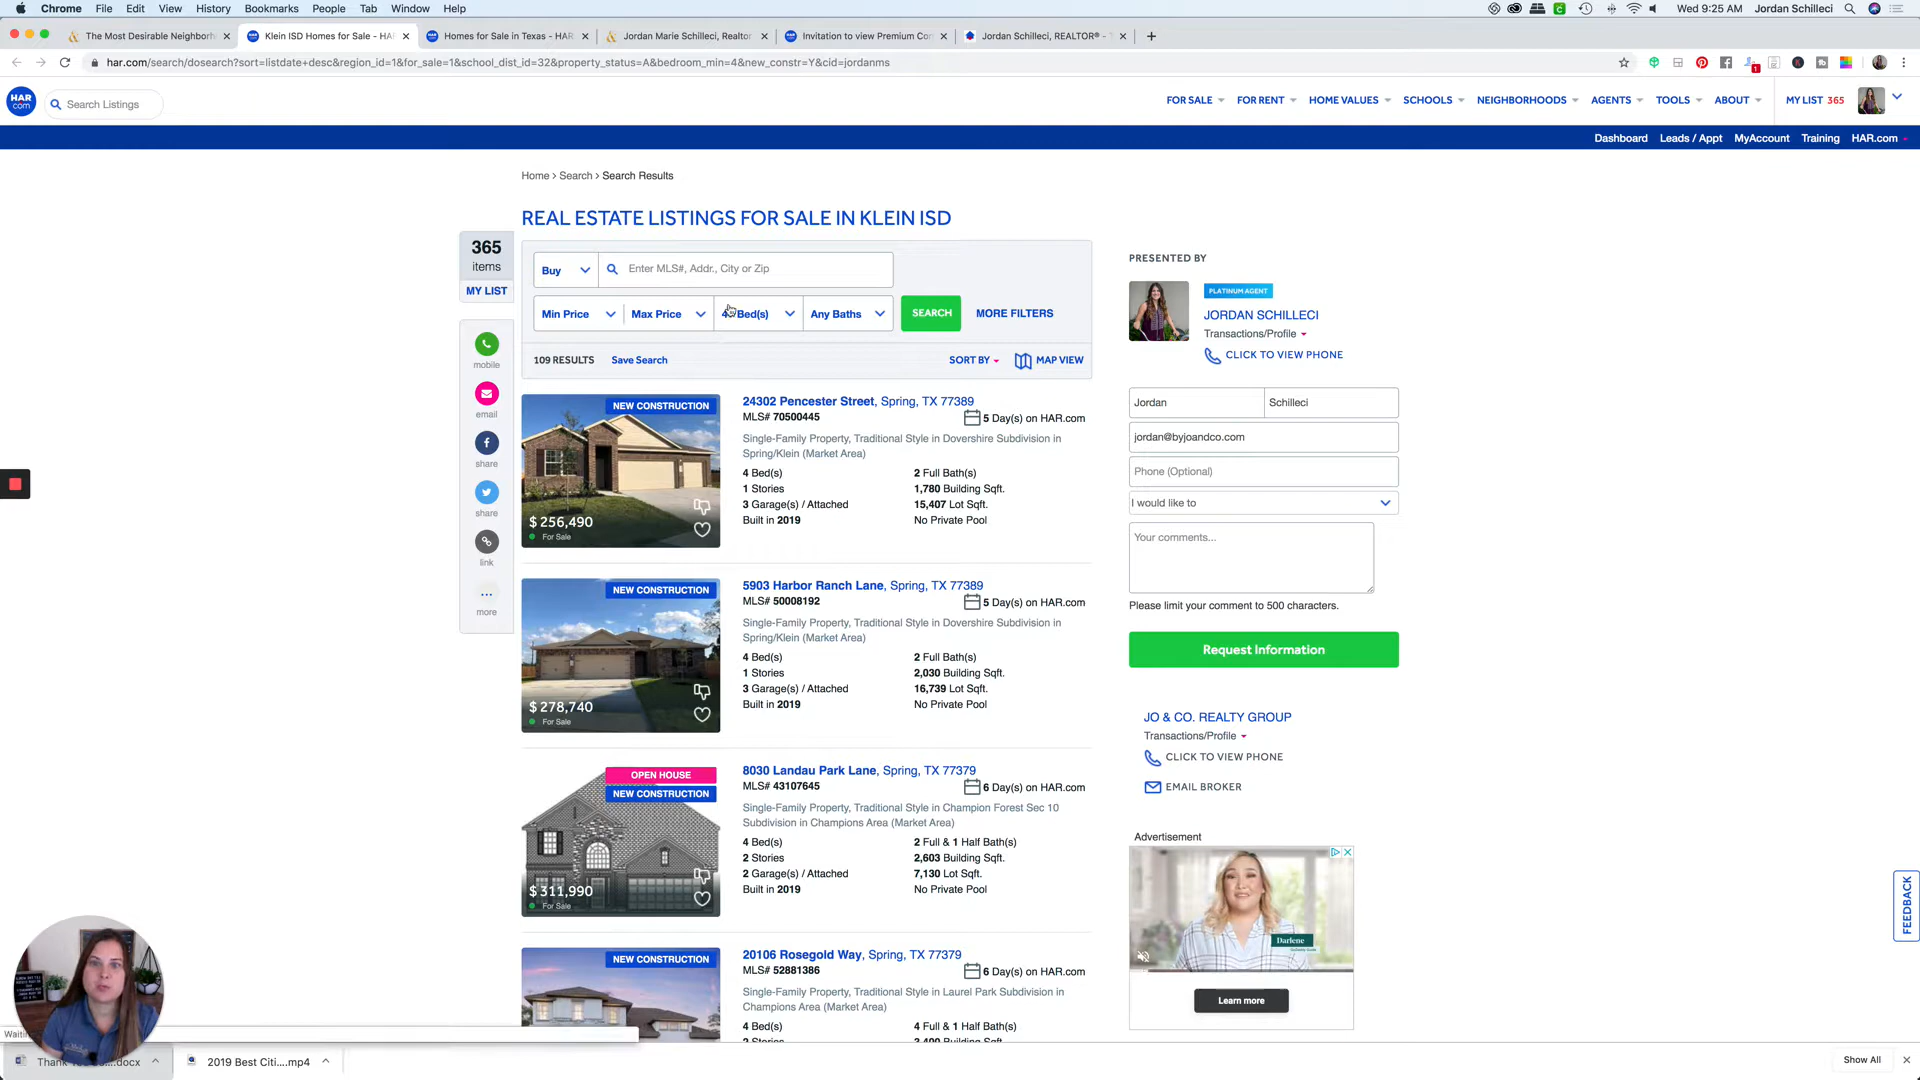 Chrome File Edit View History Bookmarks People Tab Window Help
Wed 9:25 AM Jordan Schilleci
The Most Desirable Neighborh
Klein ISD Homes for Sale - HA
Homes for Sale in Texas - HAR
Jordan Marie Schilleci, Realtor
Invitation to view Premium Con
Jordan Schilleci, REALTOR® -
har.com/search/dosearch?sort=listdate+desc&region_id=1&for_sale=1&school_dist_id=32&property_status=A&bedroom_min=4&new_constr=Y&cid=jordanms
HAR com
Search Listings
FOR SALE FOR RENT HOME VALUES SCHOOLS NEIGHBORHOODS AGENTS TOOLS ABOUT MY LIST 365
Dashboard Leads / Appt MyAccount Training HAR.com
Home > Search > Search Results
REAL ESTATE LISTINGS FOR SALE IN KLEIN ISD
365
items
MY LIST
mobile
email
share
share
link
more
Buy
Enter MLS#, Addr., City or Zip
Min Price Max Price Bed(s) Any Baths SEARCH MORE FILTERS
109 RESULTS Save Search SORT BY MAP VIEW
NEW CONSTRUCTION
$ 256,490
For Sale
24302 Pencester Street, Spring, TX 77389
MLS# 70500445
5 Day(s) on HAR.com
Single-Family Property, Traditional Style in Dovershire Subdivision in
Spring/Klein (Market Area)
4 Bed(s) 2 Full Bath(s)
1 Stories 1,780 Building Sqft.
3 Garage(s) / Attached 15,407 Lot Sqft.
Built in 2019 No Private Pool
NEW CONSTRUCTION
$ 278,740
For Sale
5903 Harbor Ranch Lane, Spring, TX 77389
MLS# 50008192
5 Day(s) on HAR.com
Single-Family Property, Traditional Style in Dovershire Subdivision in
Spring/Klein (Market Area)
4 Bed(s) 2 Full Bath(s)
1 Stories 2,030 Building Sqft.
3 Garage(s) / Attached 16,739 Lot Sqft.
Built in 2019 No Private Pool
OPEN HOUSE
NEW CONSTRUCTION
$ 311,990
For Sale
8030 Landau Park Lane, Spring, TX 77379
MLS# 43107645
6 Day(s) on HAR.com
Single-Family Property, Traditional Style in Champion Forest Sec 10
Subdivision in Champions Area (Market Area)
4 Bed(s) 2 Full & 1 Half Bath(s)
2 Stories 2,603 Building Sqft.
2 Garage(s) / Attached 7,130 Lot Sqft.
Built in 2019 No Private Pool
NEW CONSTRUCTION
20106 Rosegold Way, Spring, TX 77379
MLS# 52881386
6 Day(s) on HAR.com
Single-Family Property, Traditional Style in Laurel Park Subdivision in
Champions Area (Market Area)
4 Bed(s) 4 Full & 1 Half Bath(s)
PRESENTED BY
PLATINUM AGENT
JORDAN SCHILLECI
Transactions/Profile
CLICK TO VIEW PHONE
Jordan Schilleci
jordan@byjoandco.com
Phone (Optional)
I would like to
Your comments...
Please limit your comment to 500 characters.
Request Information
JO & CO. REALTY GROUP
Transactions/Profile
CLICK TO VIEW PHONE
EMAIL BROKER
Advertisement
Darlene
Learn more
FEEDBACK
Thank
.docx
2019 Best Citi....mp4
Show All